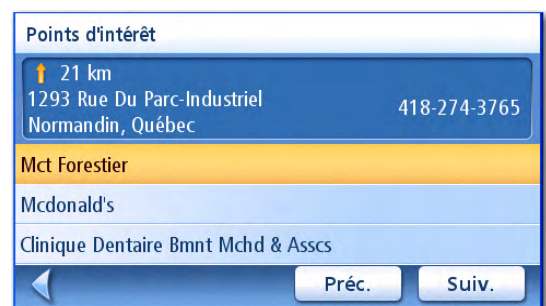 Points d'intérêt
21 km
1293 Rue Du Parc-Industriel
418-274-3765
Normandin, Québec
Mct Forestier
Mcdonald's
Clinique Dentaire Bmnt Mchd & Asscs
Préc.
Suiv.